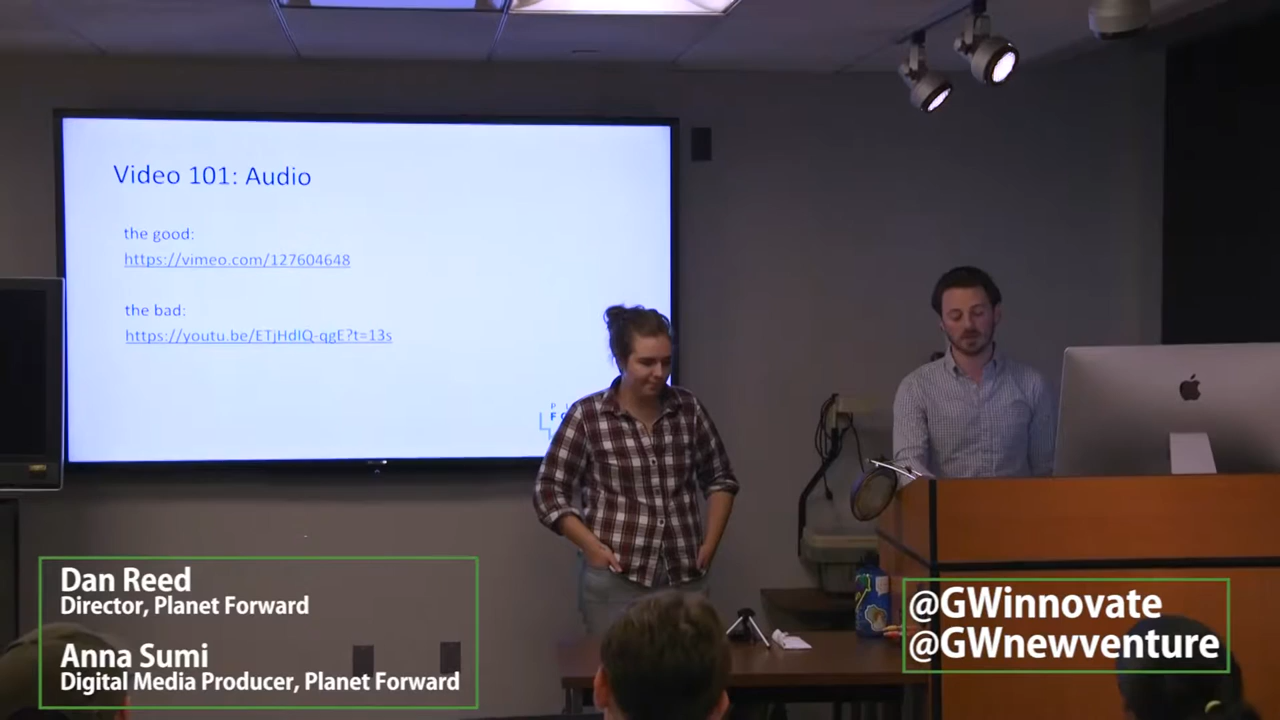 Video 101: Audio
the good:
https://vimeo.com/127604648
the bad:
https://youtu.be/ETjHdlQ-qgE?t=13s
Dan Reed
Director, Planet Forward
Anna Sumi
Digital Media Producer, Planet Forward
@GWinnovate
@GWnewventure